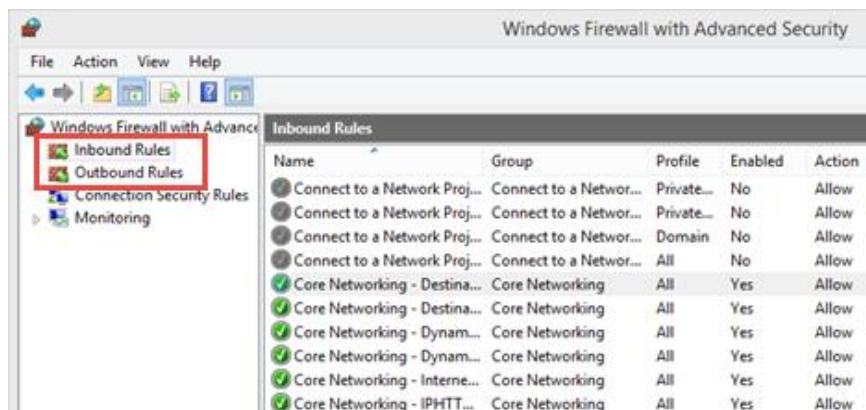 Windows Firewall with Advanced Security
File Action View Help
Windows Firewall with Advance
Inbound Rules
Outbound Rules
Connection Security Rules
Monitoring
Inbound Rules
Name Group Profile Enabled Action
Connect to a Network Proj... Connect to a Networ... Private... No Allow
Connect to a Network Proj... Connect to a Networ... Private... No Allow
Connect to a Network Proj... Connect to a Networ... Domain No Allow
Connect to a Network Proj... Connect to a Networ... All No Allow
Core Networking - Destina... Core Networking All Yes Allow
Core Networking - Destina... Core Networking All Yes Allow
Core Networking - Dynam... Core Networking All Yes Allow
Core Networking - Dynam... Core Networking All Yes Allow
Core Networking - Interne... Core Networking All Yes Allow
Core Networking - IPHTT... Core Networking All Yes Allow